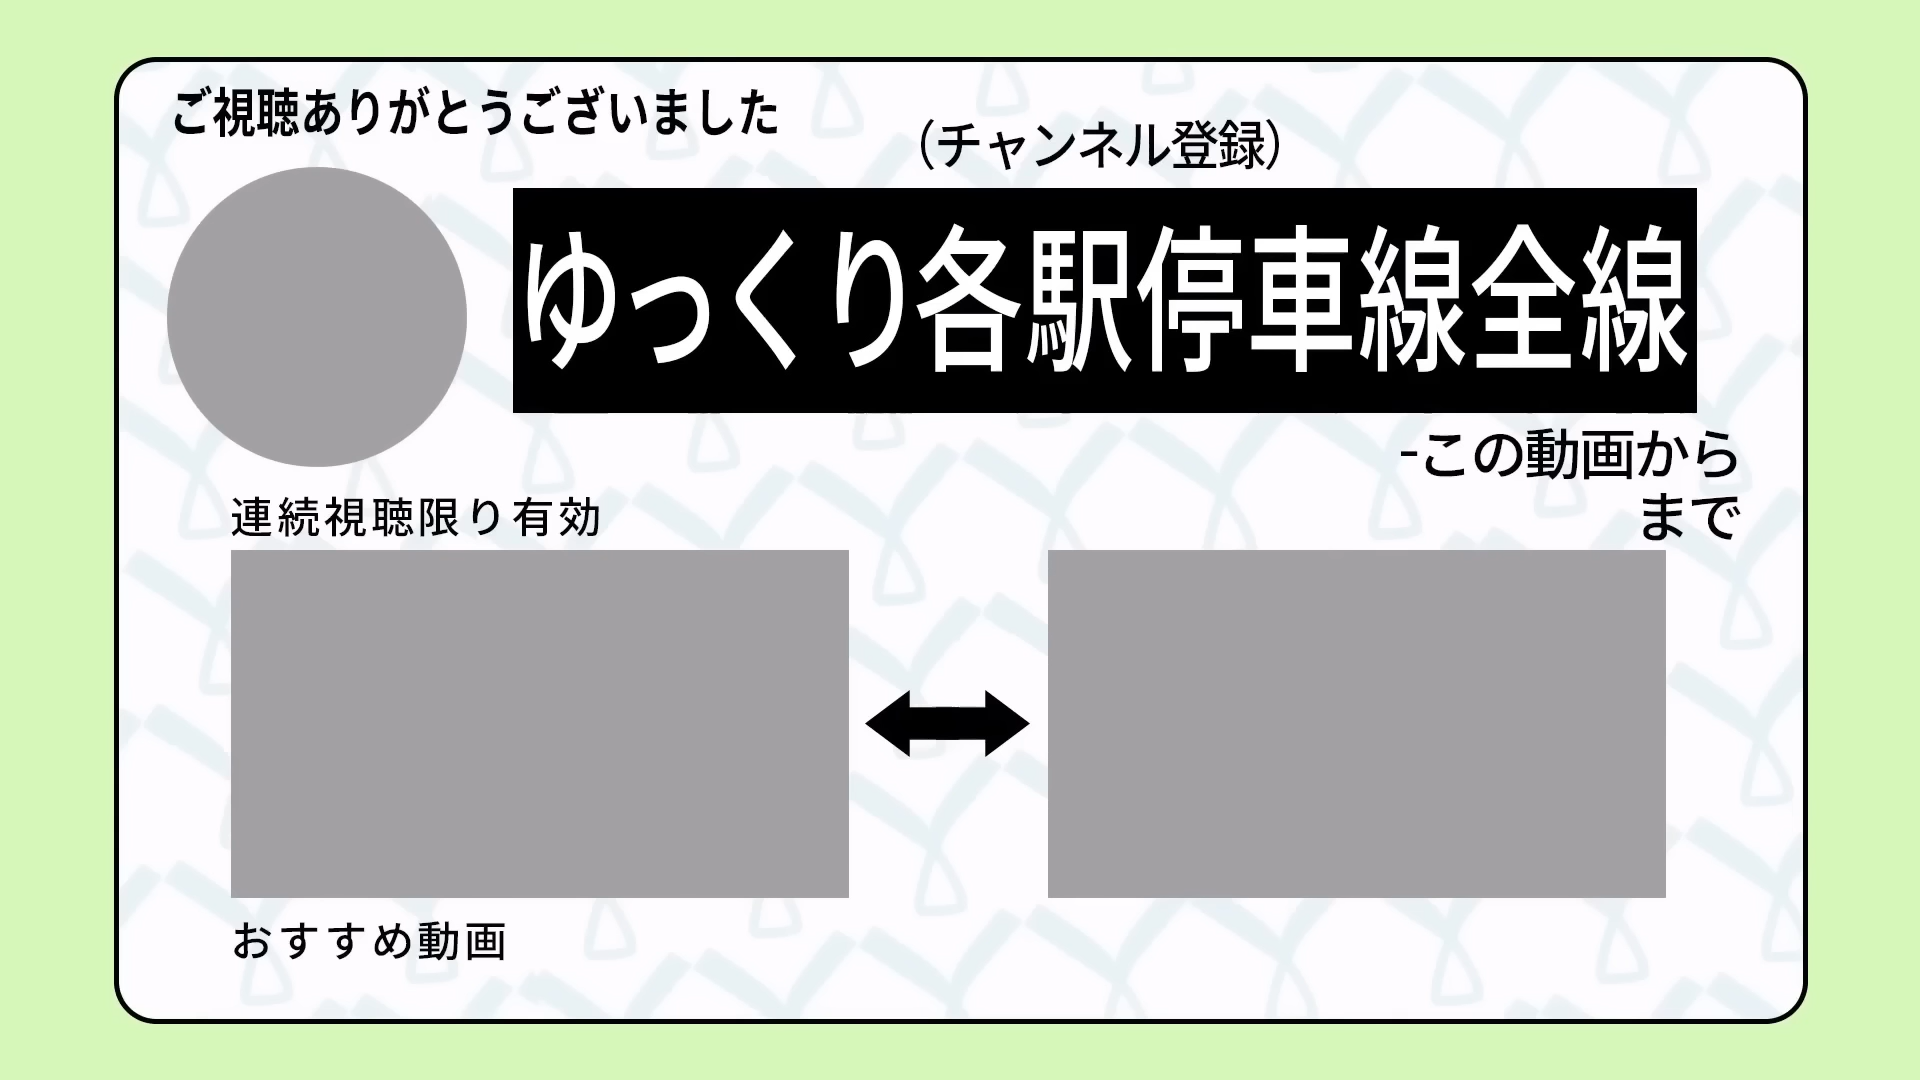 ご視聴ありがとうございました
（チャンネル登録）
ゆっくり各駅停車線全線
-この動画から
まで
連続視聴限り有効
おすすめ動画